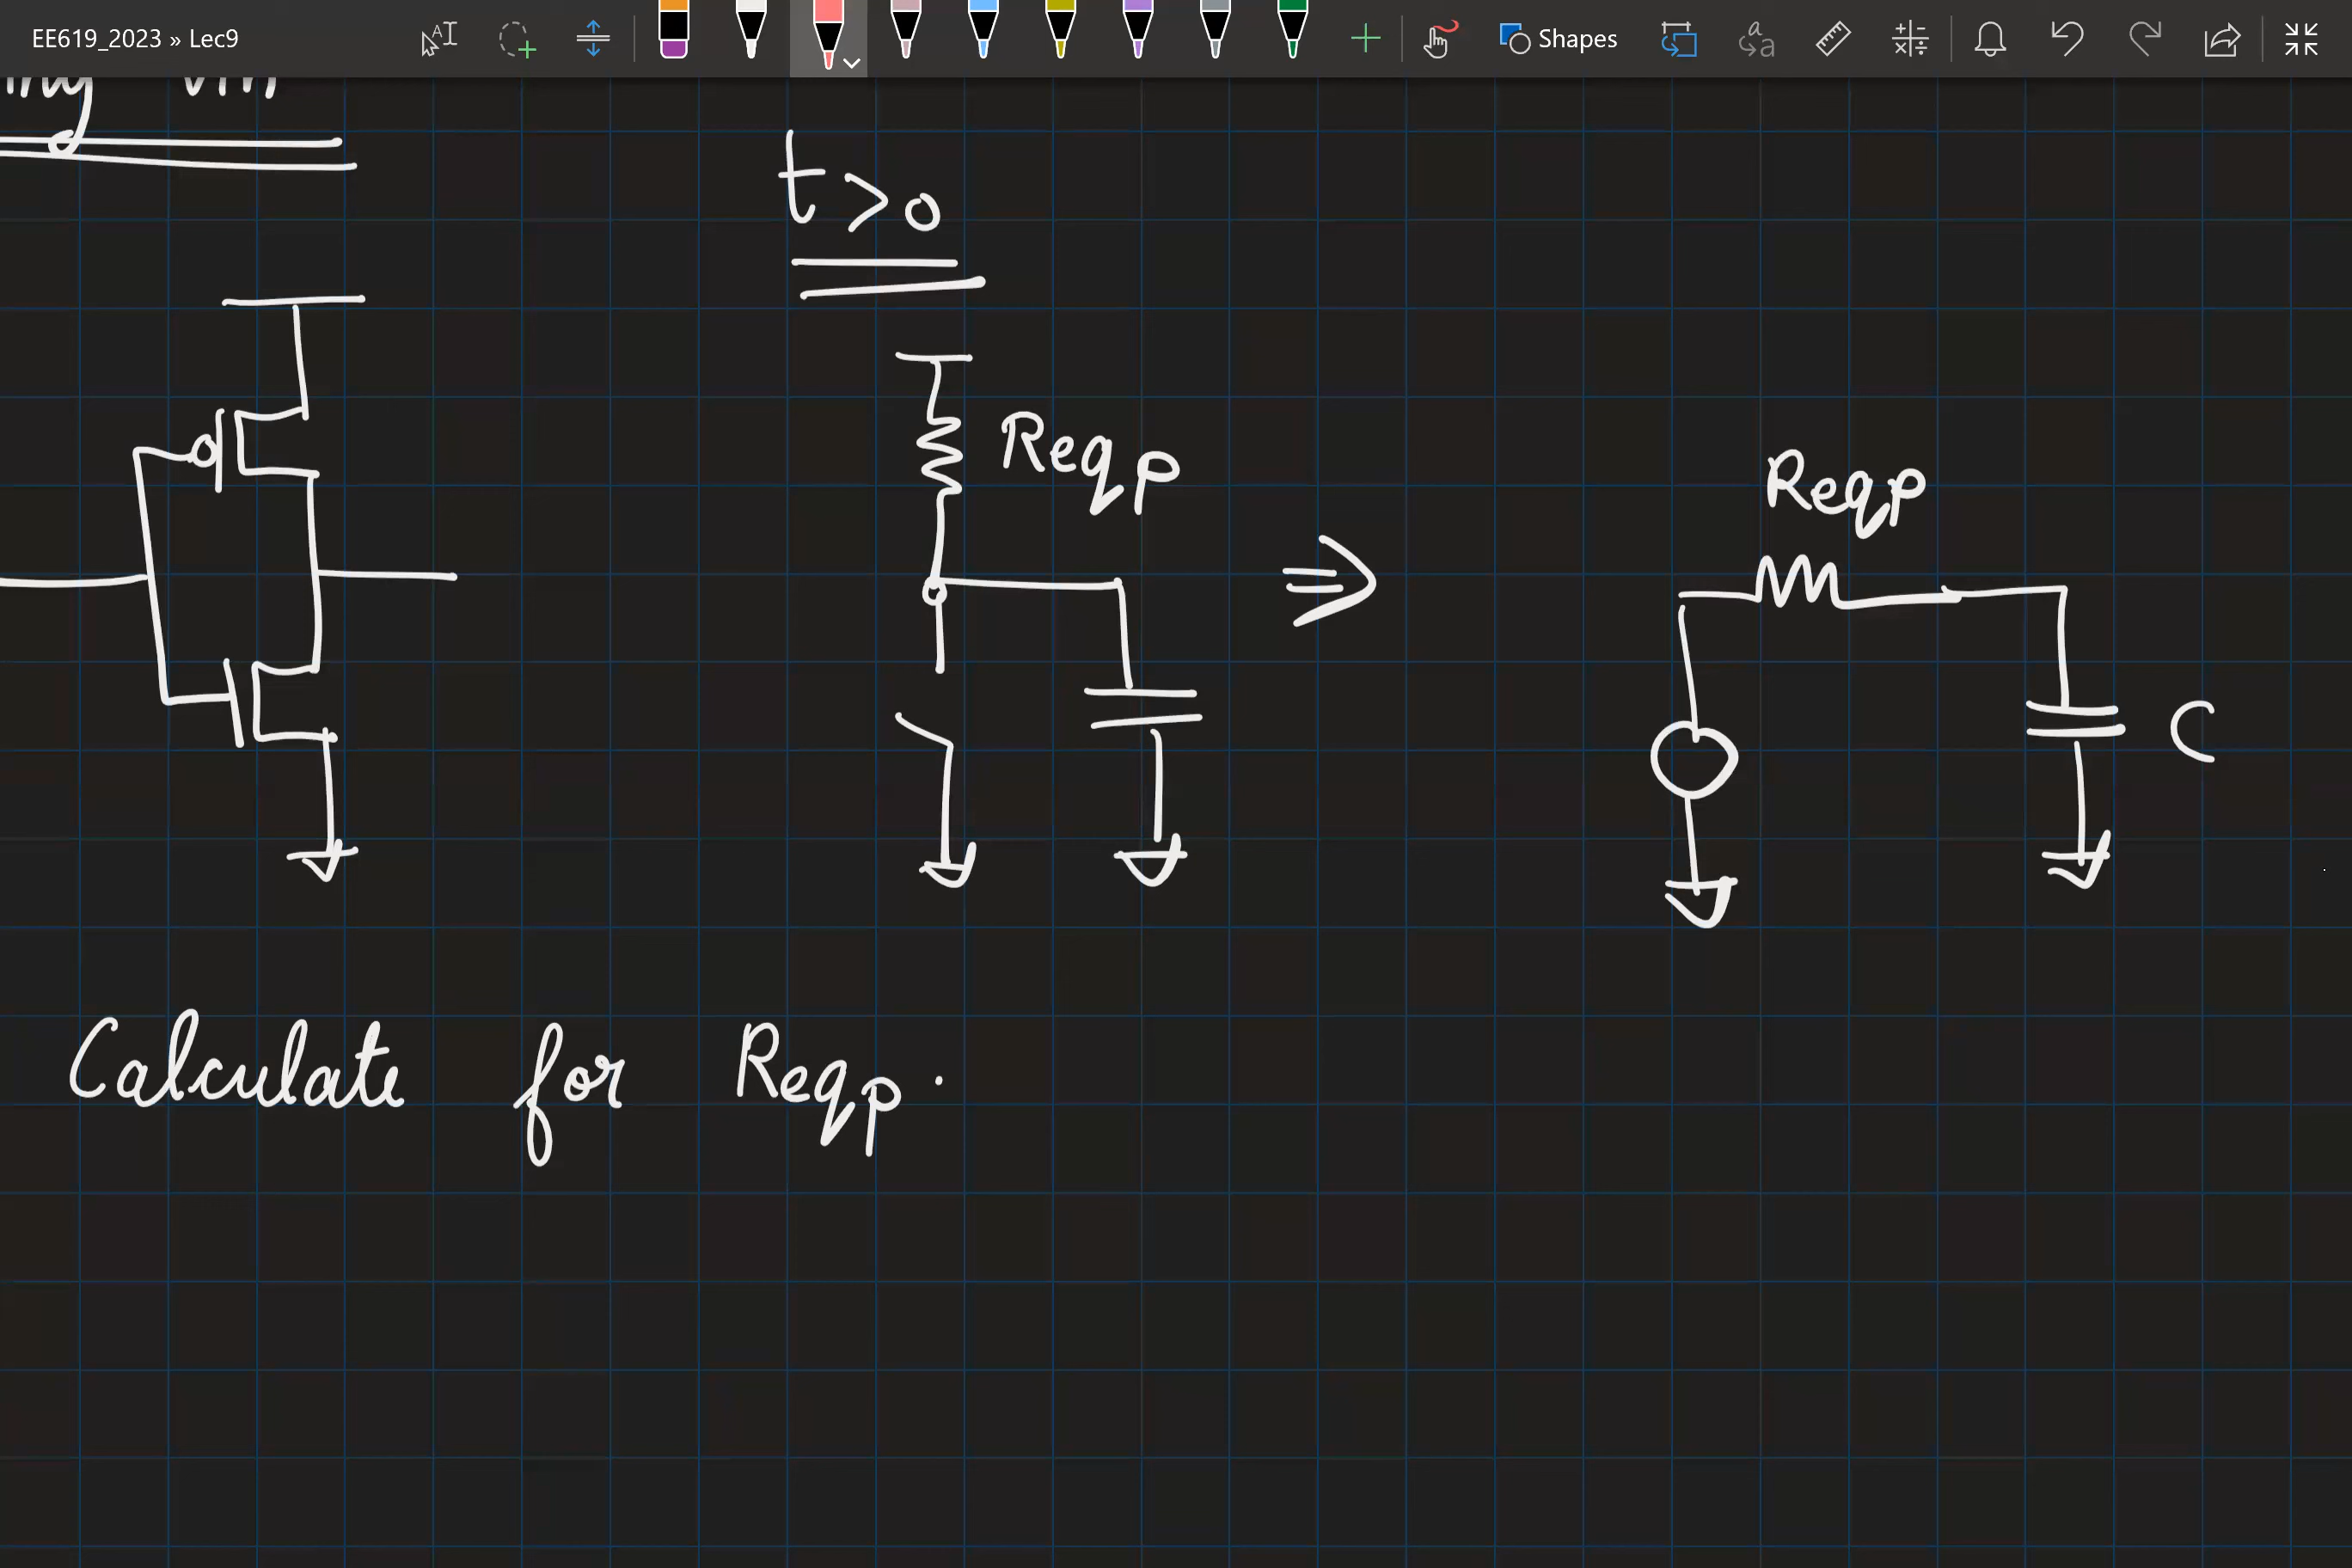 EE619_2023 » Lec9
Shapes
t > 0
Reqp
⇒
Reqp
C
Calculate for Reqp.